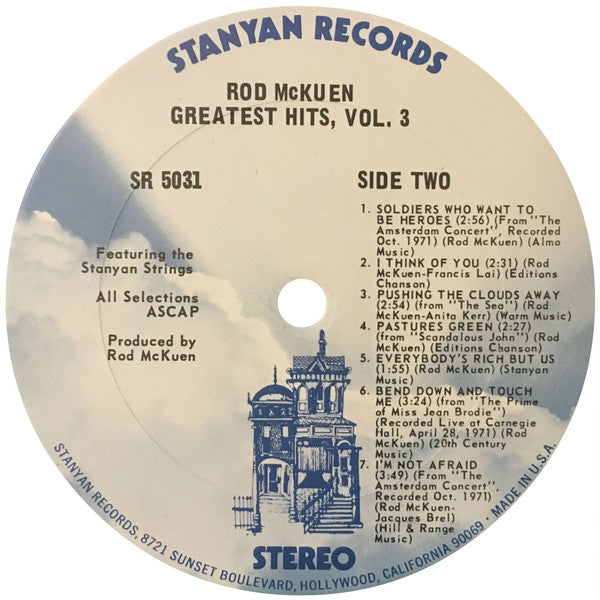 STANYAN RECORDS
ROD McKUEN
GREATEST HITS, VOL. 3
SR 5031
SIDE TWO
Featuring the
Stanyan Strings
All Selections
ASCAP
Produced by
Rod McKuen
1. SOLDIERS WHO WANT TO
BE HEROES (2:56) (From "The
Amsterdam Concert", Recorded
Oct. 1971) (Rod McKuen) (Almo
Music)
2. I THINK OF YOU (2:31) (Rod
McKuen-Francis Lai) (Editions
Chanson)
3. PUSHING THE CLOUDS AWAY
(2:54) (from "The Sea") (Rod
McKuen-Anita Kerr) (Warm Music)
4. PASTURES GREEN (2:27)
(from "Scandalous John") (Rod
McKuen) (Editions Chanson)
5. EVERYBODY'S RICH BUT US
(1:55) (Rod McKuen) (Stanyan
Music)
6. BEND DOWN AND TOUCH
ME (3:24) (from "The Prime
of Miss Jean Brodie")
(Recorded Live at Carnegie
Hall, April 28, 1971) (Rod
McKuen) (20th Century
Music)
7. I'M NOT AFRAID
(3:49) (From "The
Amsterdam Concert",
Recorded Oct. 1971)
(Rod McKuen-
Jacques Brel)
(Hill & Range
Music)
STEREO
STANYAN RECORDS, 8721 SUNSET BOULEVARD, HOLLYWOOD, CALIFORNIA 90069 • MADE IN U.S.A.